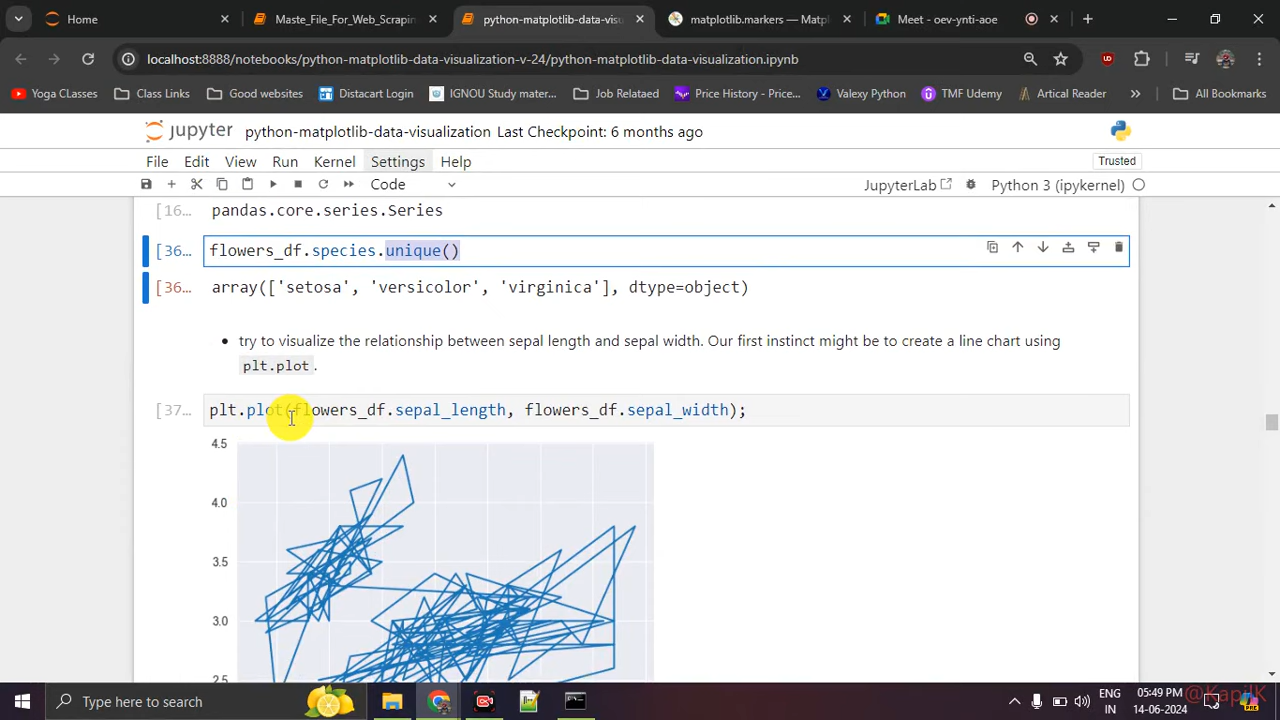 Home
Maste_File_For_Web_Scrapin
python-matplotlib-data-visu
matplotlib.markers — Matpl
Meet - oev-ynti-aoe
localhost:8888/notebooks/python-matplotlib-data-visualization-v-24/python-matplotlib-data-visualization.ipynb
Yoga Classes
Class Links
Good websites
Distacart Login
IGNOU Study mater...
Job Relataed
Price History - Price...
Valexy Python
TMF Udemy
Artical Reader
All Bookmarks
jupyter python-matplotlib-data-visualization Last Checkpoint: 6 months ago
File Edit View Run Kernel Settings Help
Trusted
Code
JupyterLab
Python 3 (ipykernel)
[16... pandas.core.series.Series
[36... flowers_df.species.unique()
[36... array(['setosa', 'versicolor', 'virginica'], dtype=object)
• try to visualize the relationship between sepal length and sepal width. Our first instinct might be to create a line chart using
plt.plot .
[37... plt.plot(flowers_df.sepal_length, flowers_df.sepal_width);
4.5
4.0
3.5
3.0
2.5
Type here to search
ENG
IN
05:49 PM
14-06-2024
@KapilK